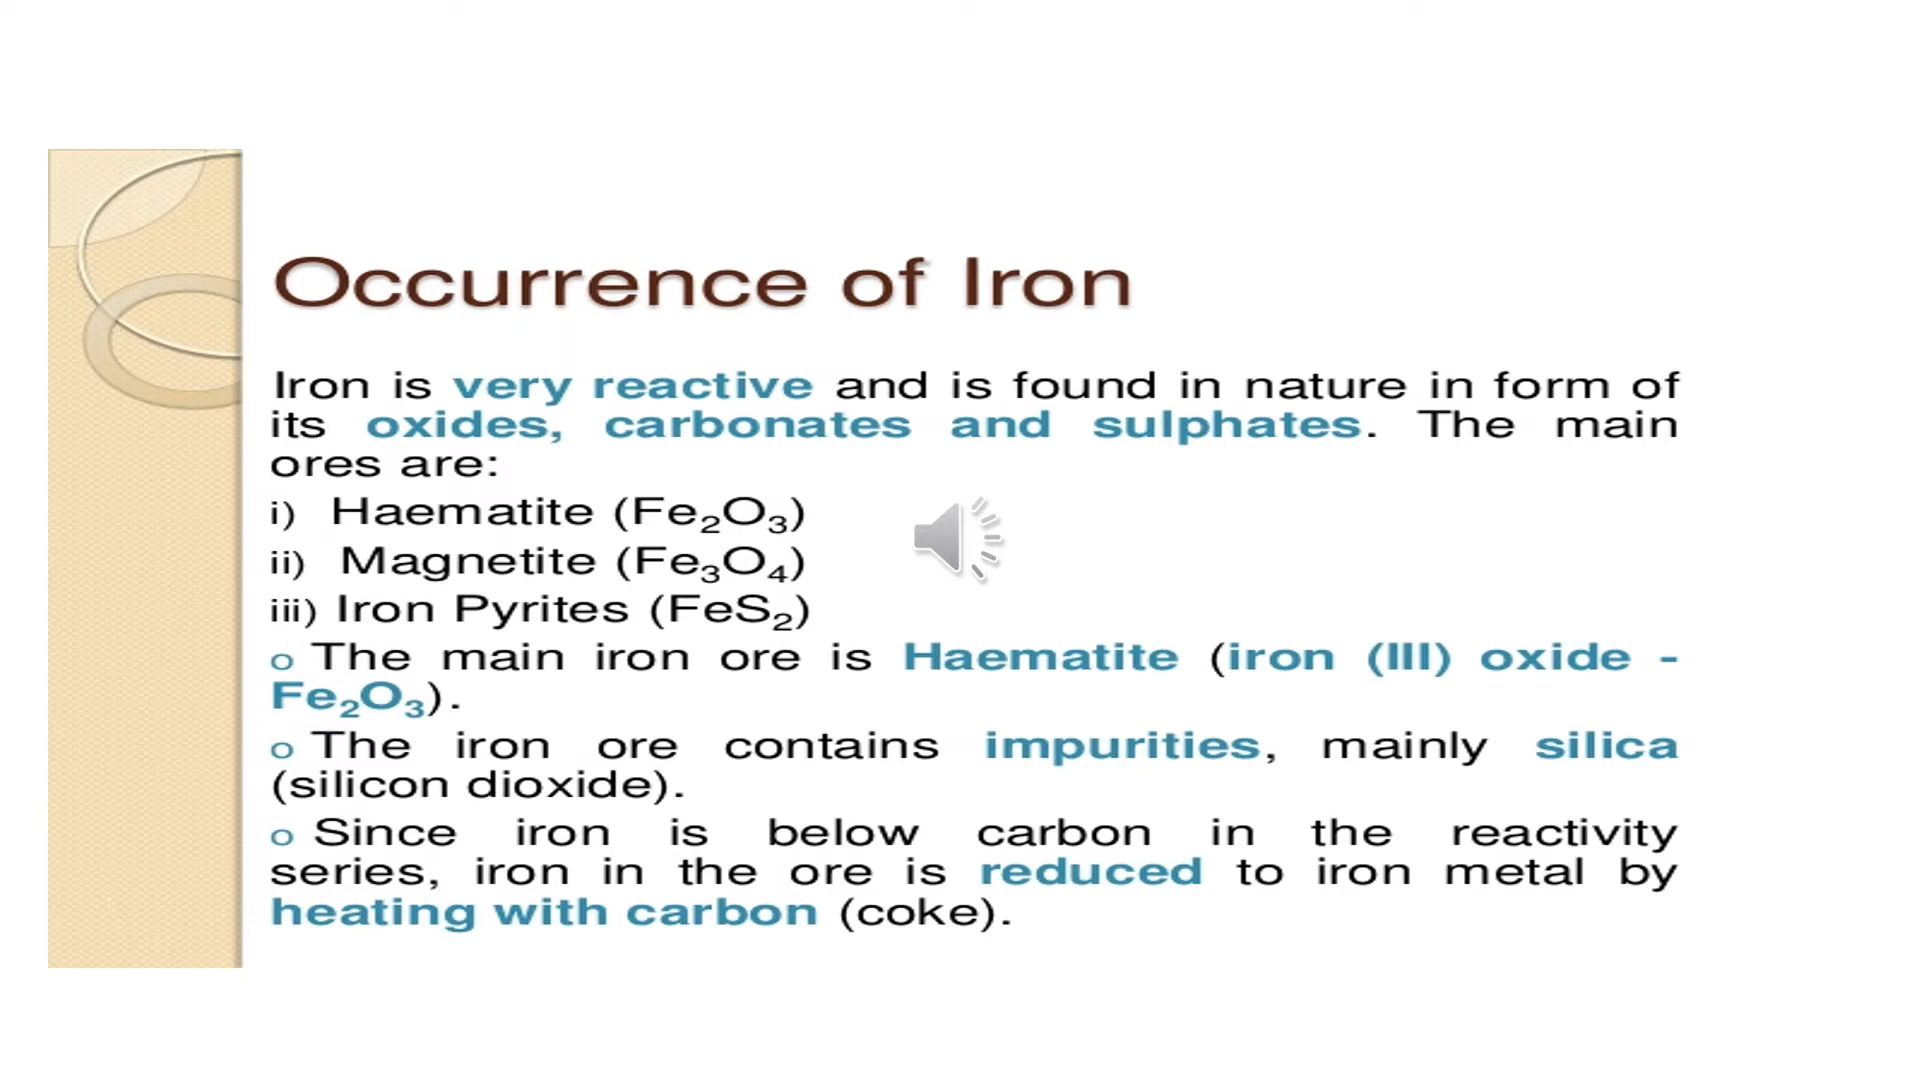 Occurrence of Iron
Iron is very reactive and is found in nature in form of
its oxides, carbonates and sulphates. The main
ores are:
i) Haematite (Fe₂O₃)
ii) Magnetite (Fe₃O₄)
iii) Iron Pyrites (FeS₂)
o The main iron ore is Haematite (iron (III) oxide -
Fe₂O₃).
o The iron ore contains impurities, mainly silica
(silicon dioxide).
o Since iron is below carbon in the reactivity
series, iron in the ore is reduced to iron metal by
heating with carbon (coke).